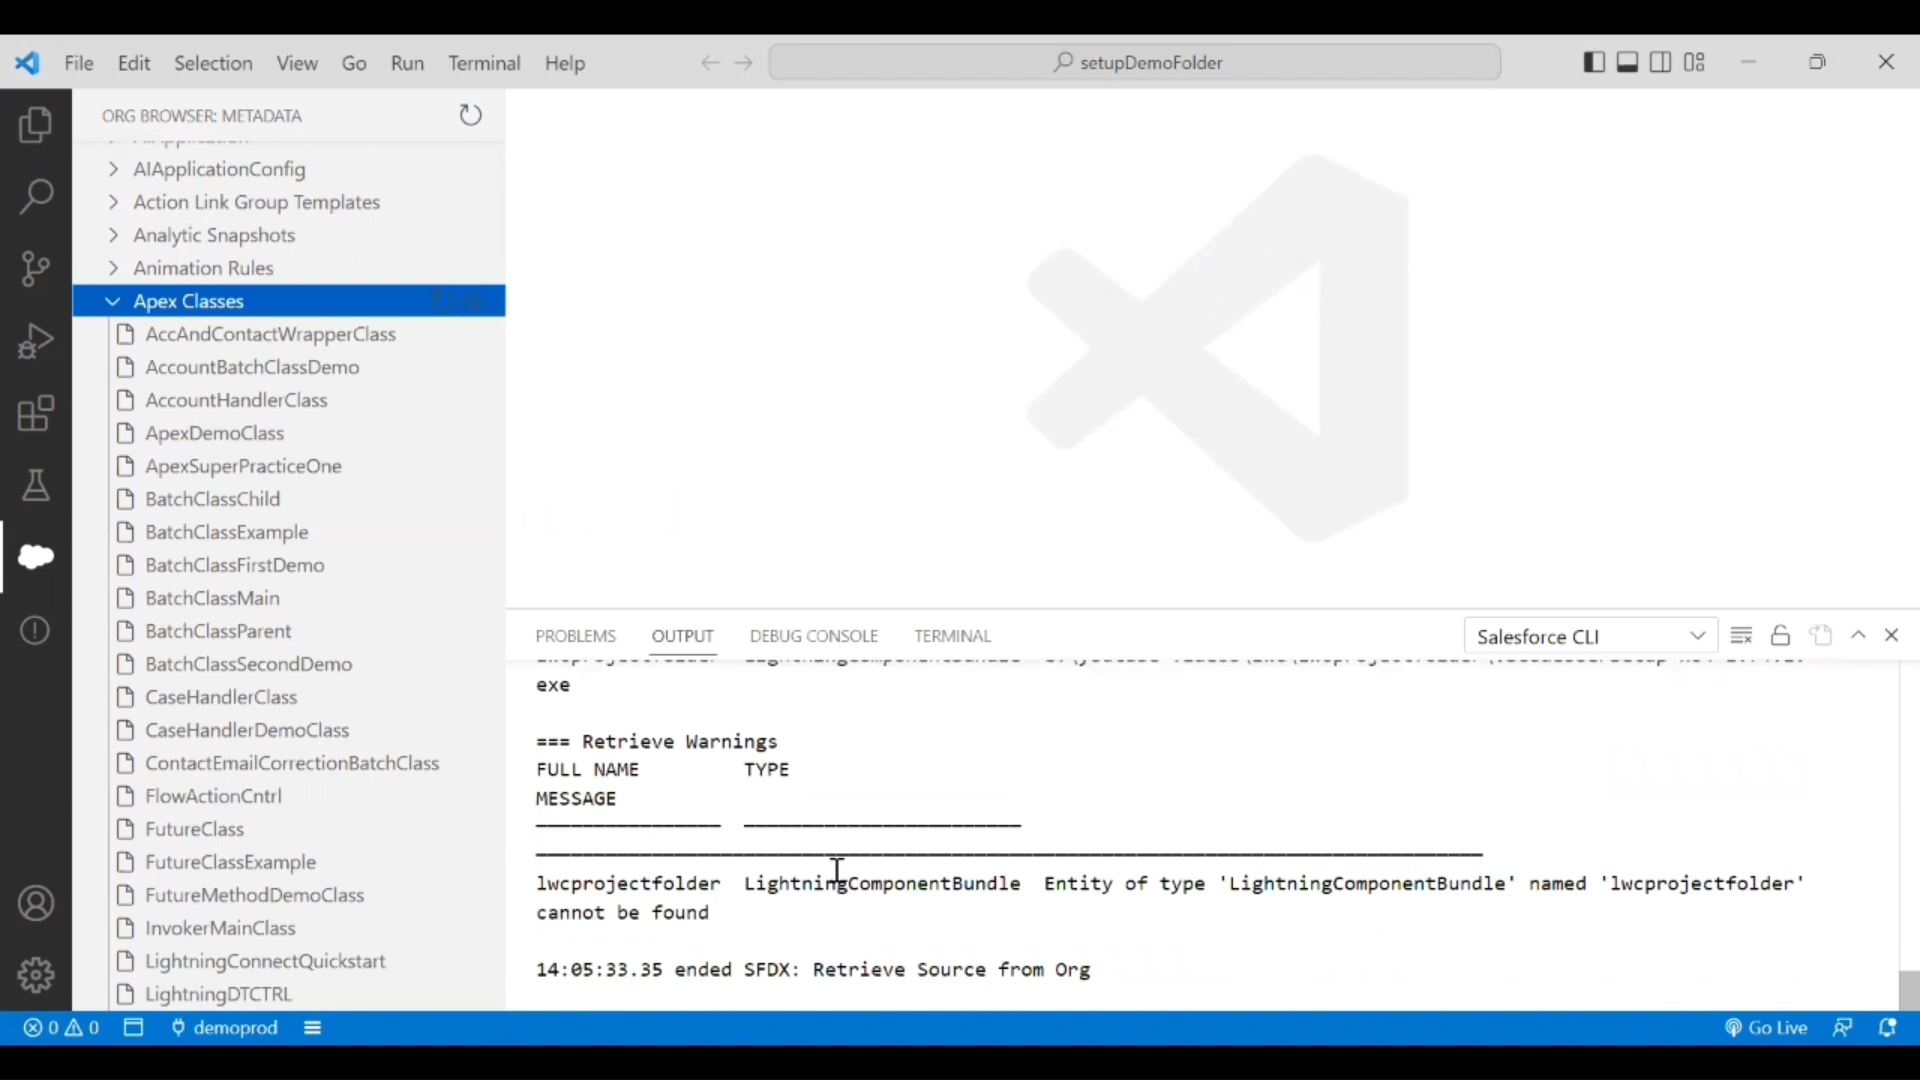 File Edit Selection View Go Run Terminal Help
setupDemoFolder
ORG BROWSER: METADATA
AIApplicationConfig
Action Link Group Templates
Analytic Snapshots
Animation Rules
Apex Classes
AccAndContactWrapperClass
AccountBatchClassDemo
AccountHandlerClass
ApexDemoClass
ApexSuperPracticeOne
BatchClassChild
BatchClassExample
BatchClassFirstDemo
BatchClassMain
BatchClassParent
BatchClassSecondDemo
CaseHandlerClass
CaseHandlerDemoClass
ContactEmailCorrectionBatchClass
FlowActionCntrl
FutureClass
FutureClassExample
FutureMethodDemoClass
InvokerMainClass
LightningConnectQuickstart
LightningDTCTRL
PROBLEMS OUTPUT DEBUG CONSOLE TERMINAL
Salesforce CLI
exe
=== Retrieve Warnings
FULL NAME TYPE
MESSAGE
lwcprojectfolder LightningComponentBundle Entity of type 'LightningComponentBundle' named 'lwcprojectfolder'
cannot be found
14:05:33.35 ended SFDX: Retrieve Source from Org
0 0 demoprod
Go Live